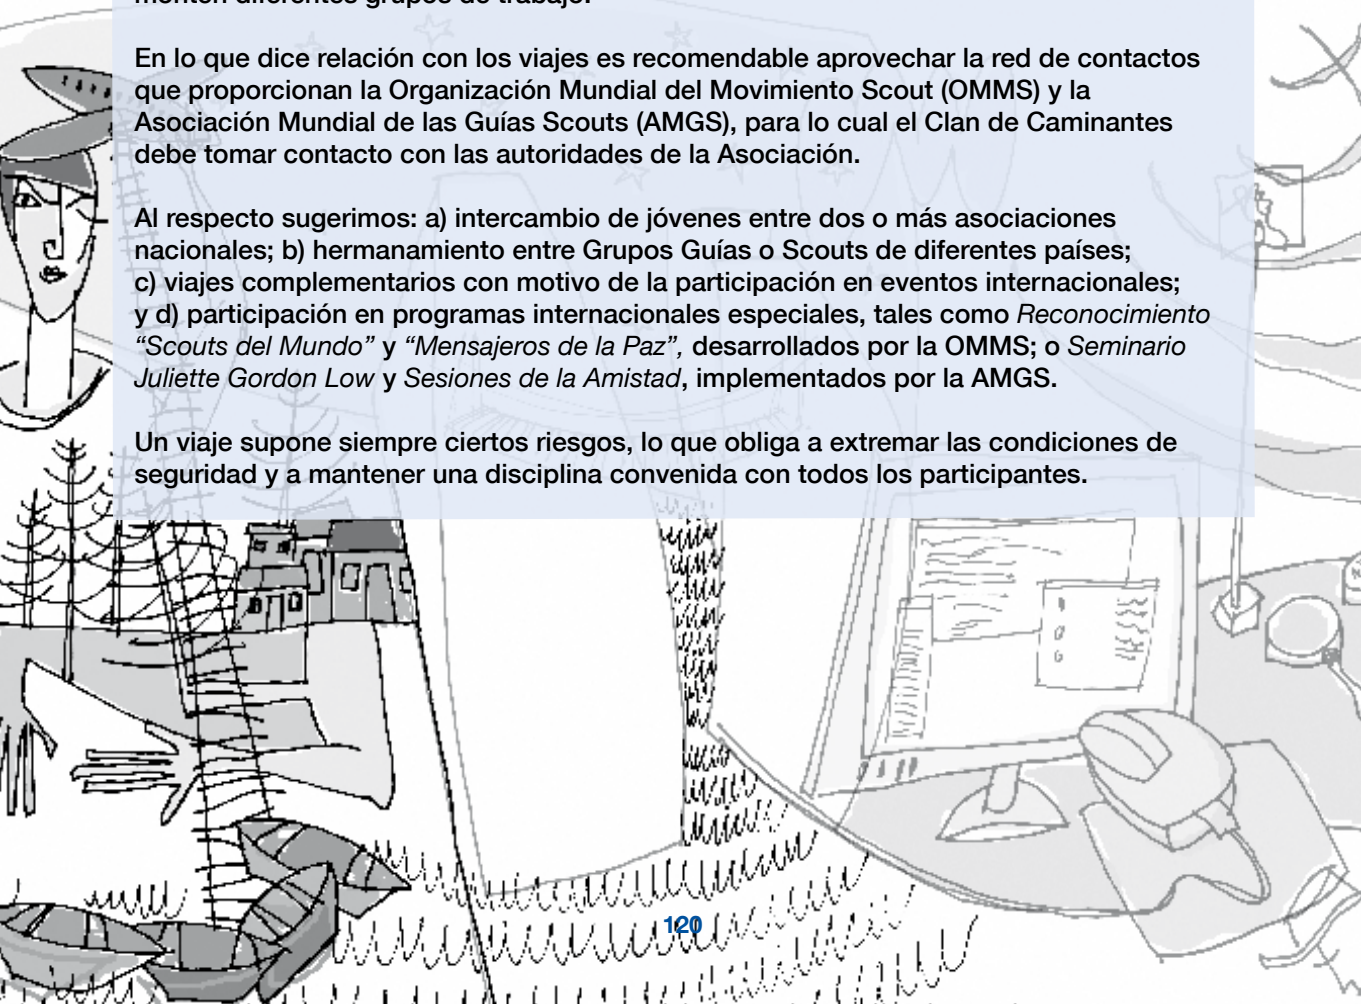 monten diferentes grupos de trabajo.
En lo que dice relación con los viajes es recomendable aprovechar la red de contactos
que proporcionan la Organización Mundial del Movimiento Scout (OMMS) y la
Asociación Mundial de las Guías Scouts (AMGS), para lo cual el Clan de Caminantes
debe tomar contacto con las autoridades de la Asociación.
Al respecto sugerimos: a) intercambio de jóvenes entre dos o más asociaciones
nacionales; b) hermanamiento entre Grupos Guías o Scouts de diferentes países;
c) viajes complementarios con motivo de la participación en eventos internacionales;
y d) participación en programas internacionales especiales, tales como Reconocimiento
“Scouts del Mundo” y “Mensajeros de la Paz”, desarrollados por la OMMS; o Seminario
Juliette Gordon Low y Sesiones de la Amistad, implementados por la AMGS.
Un viaje supone siempre ciertos riesgos, lo que obliga a extremar las condiciones de
seguridad y a mantener una disciplina convenida con todos los participantes.
120